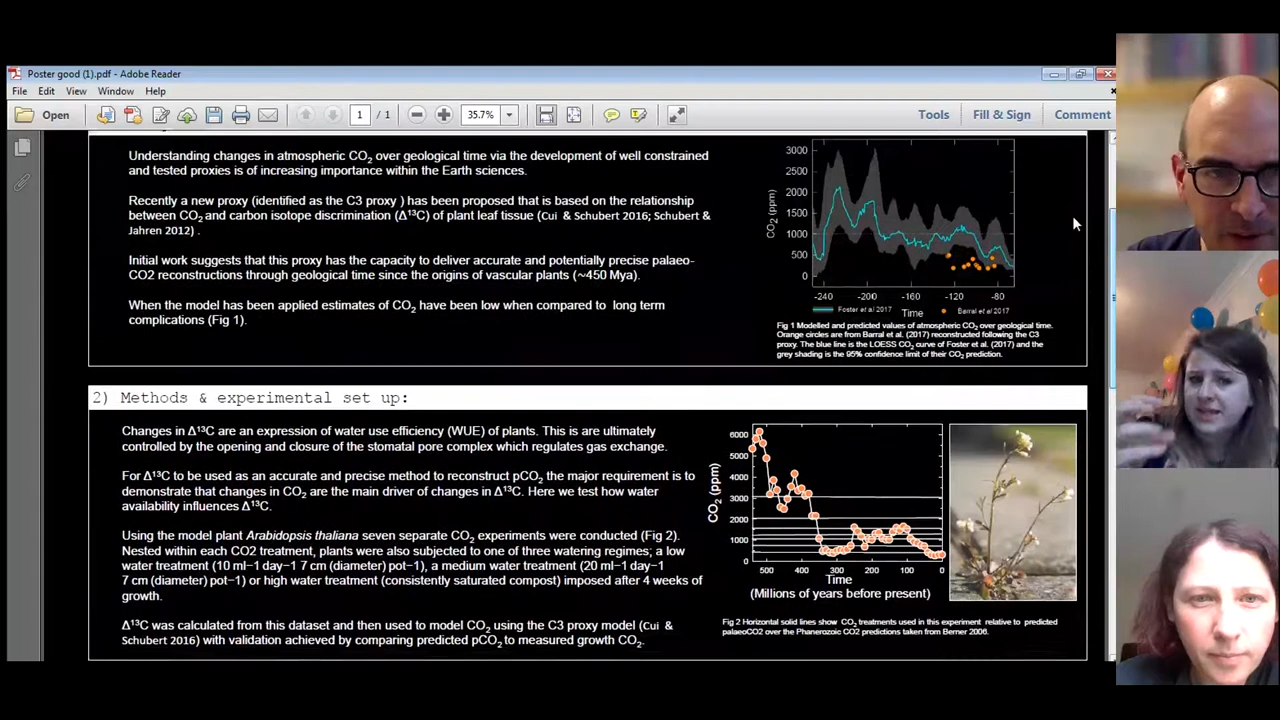 Poster good (1).pdf - Adobe Reader
File Edit View Window Help
Open 1 / 1 35.7% Tools Fill & Sign Comment
Understanding changes in atmospheric CO₂ over geological time via the development of well constrained
and tested proxies is of increasing importance within the Earth sciences.
Recently a new proxy (identified as the C3 proxy ) has been proposed that is based on the relationship
between CO₂ and carbon isotope discrimination (Δ¹³C) of plant leaf tissue (Cui & Schubert 2016; Schubert &
Jahren 2012) .
Initial work suggests that this proxy has the capacity to deliver accurate and potentially precise palaeo-
CO2 reconstructions through geological time since the origins of vascular plants (~450 Mya).
When the model has been applied estimates of CO₂ have been low when compared to long term
complications (Fig 1).
3000
2500
2000
1500
1000
500
0
CO₂ (ppm)
-240 -200 -160 -120 -80
Foster et al 2017 Time Barral et al 2017
Fig 1 Modelled and predicted values of atmospheric CO₂ over geological time.
Orange circles are from Barral et al. (2017) reconstructed following the C3
proxy. The blue line is the LOESS CO₂ curve of Foster et al. (2017) and the
grey shading is the 95% confidence limit of their CO₂ prediction.
2) Methods & experimental set up:
Changes in Δ¹³C are an expression of water use efficiency (WUE) of plants. This is are ultimately
controlled by the opening and closure of the stomatal pore complex which regulates gas exchange.
For Δ¹³C to be used as an accurate and precise method to reconstruct pCO₂ the major requirement is to
demonstrate that changes in CO₂ are the main driver of changes in Δ¹³C. Here we test how water
availability influences Δ¹³C.
Using the model plant Arabidopsis thaliana seven separate CO₂ experiments were conducted (Fig 2).
Nested within each CO2 treatment, plants were also subjected to one of three watering regimes; a low
water treatment (10 ml−1 day−1 7 cm (diameter) pot−1), a medium water treatment (20 ml−1 day−1
7 cm (diameter) pot−1) or high water treatment (consistently saturated compost) imposed after 4 weeks of
growth.
Δ¹³C was calculated from this dataset and then used to model CO₂ using the C3 proxy model (Cui &
Schubert 2016) with validation achieved by comparing predicted pCO₂ to measured growth CO₂.
6000
5000
4000
3000
2000
1000
0
CO₂ (ppm)
500 400 300 200 100 0
Time
(Millions of years before present)
Fig 2 Horizontal solid lines show CO₂ treatments used in this experiment relative to predicted
palaeoCO2 over the Phanerozoic CO2 predictions taken from Berner 2006.